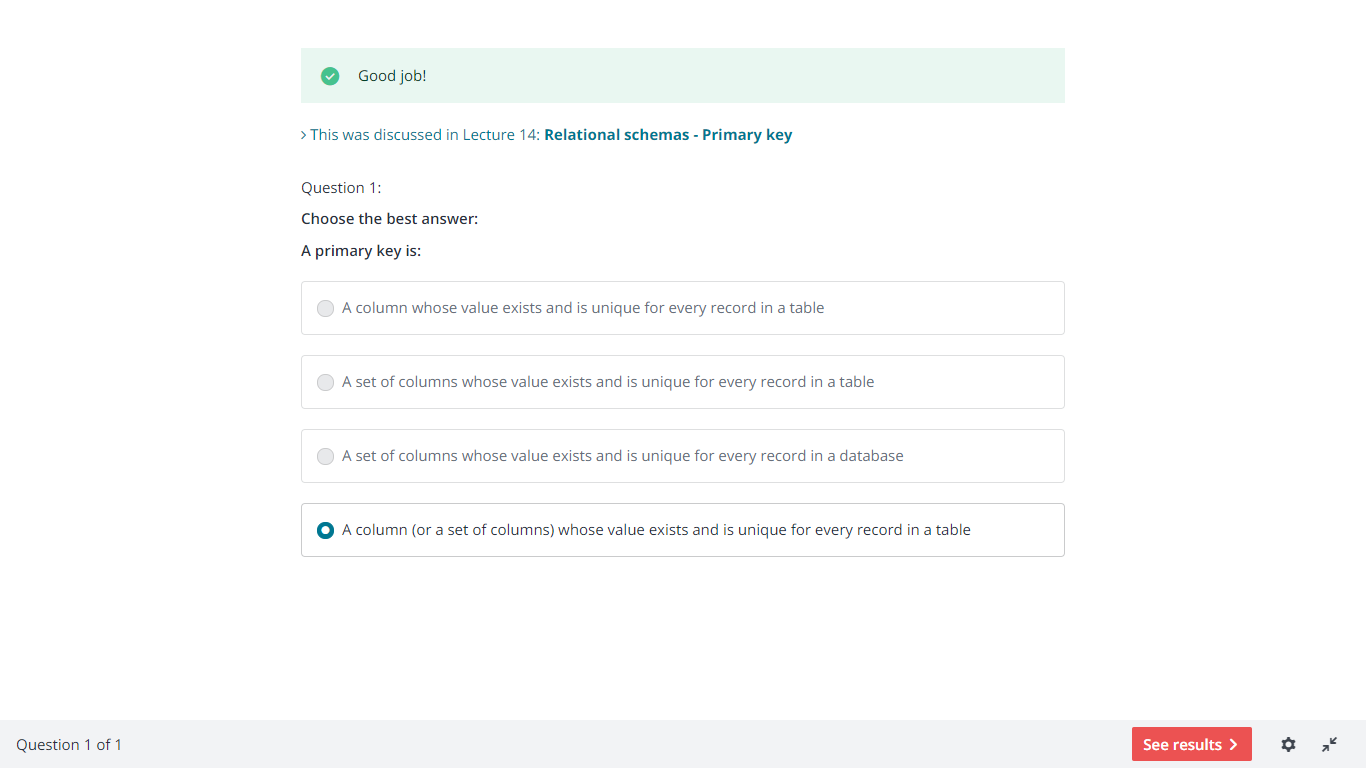 Good job!
This was discussed in Lecture 14: Relational schemas - Primary key
Question 1:
Choose the best answer:
A primary key is:
A column whose value exists and is unique for every record in a table
A set of columns whose value exists and is unique for every record in a table
A set of columns whose value exists and is unique for every record in a database
A column (or a set of columns) whose value exists and is unique for every record in a table
Question 1 of 1
See results